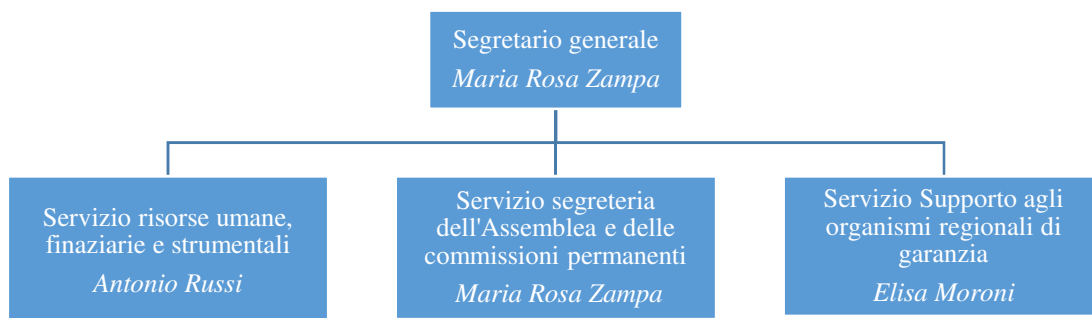 Segretario generale
Maria Rosa Zampa
Servizio risorse umane,
finaziarie e strumentali
Antonio Russi
Servizio segreteria
dell'Assemblea e delle
commissioni permanenti
Maria Rosa Zampa
Servizio Supporto agli
organismi regionali di
garanzia
Elisa Moroni